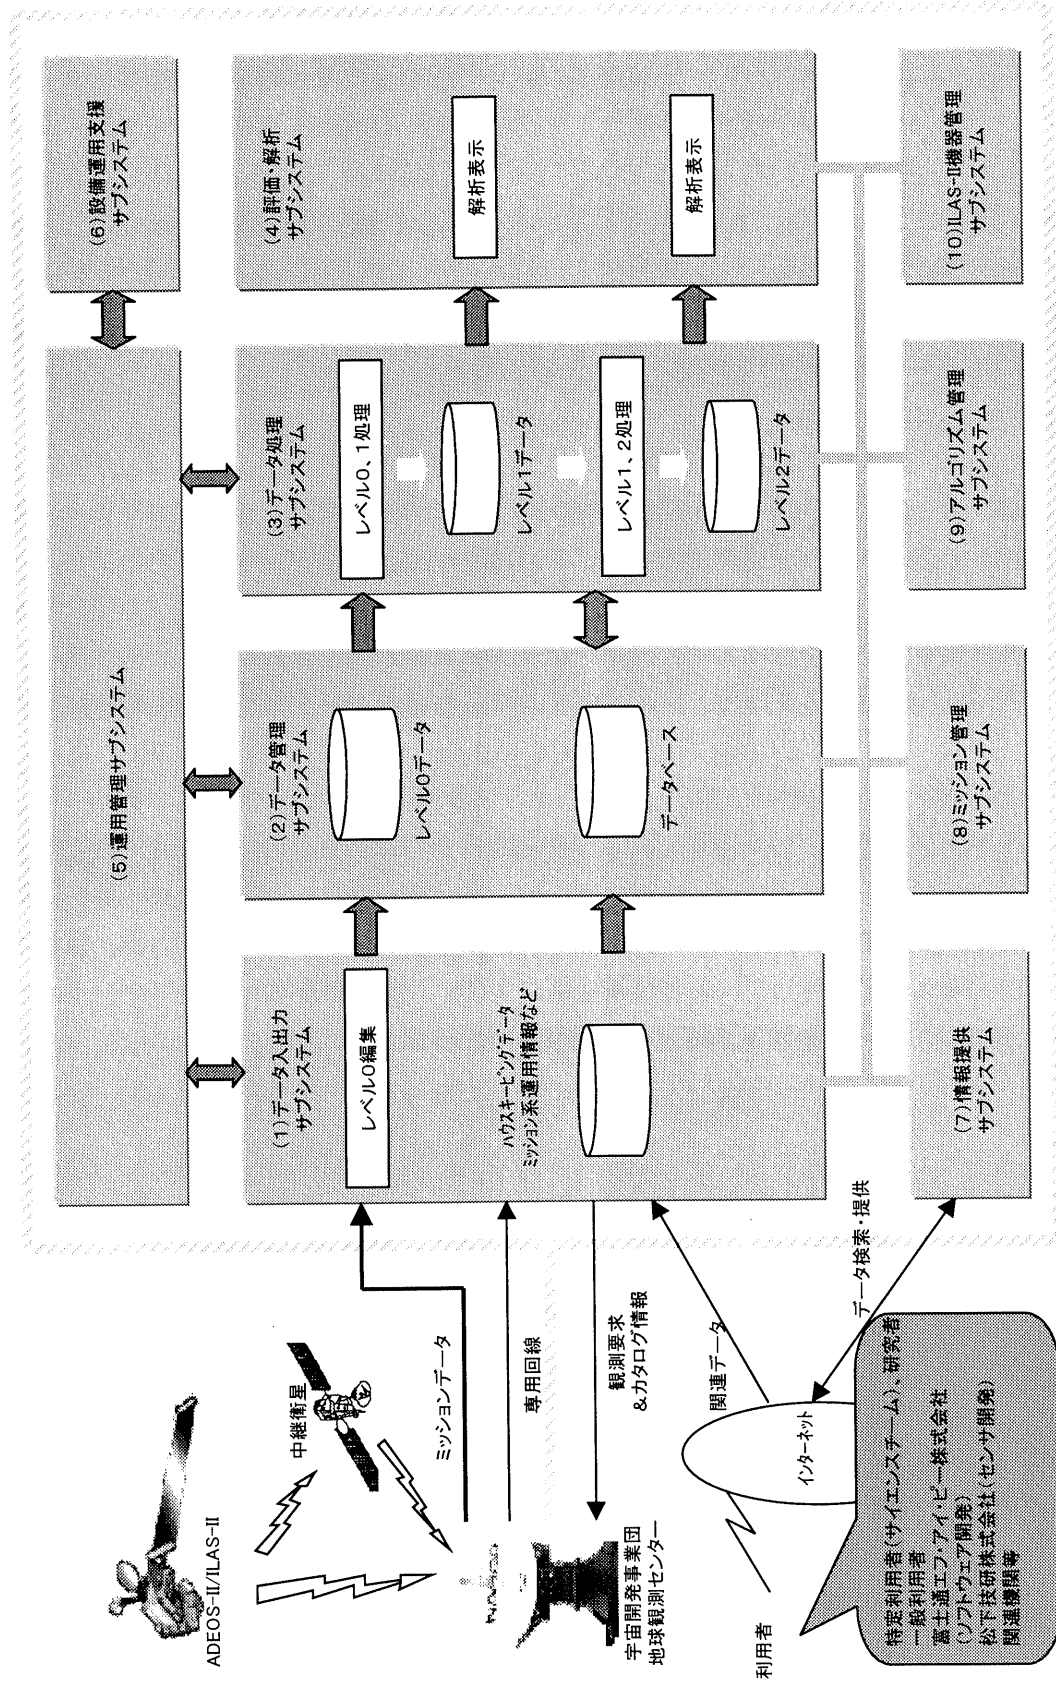 ADEOS-II/ILAS-II
中継衛星
宇宙開発事業団
地球観測センター
ミッションデータ
専用回線
観測要求
&カタログ情報
関連データ
データ検索・提供
利用者
インターネット
特定利用者(サイエンスチーム)、研究者
一般利用者
富士通エフ・アイ・ピー株式会社
(ソフトウェア開発)
松下技研株式会社(センサ開発)
関連機関等
(5)運用管理サブシステム
(6)設備運用支援
サブシステム
(1)データ入出力
サブシステム
レベル0編集
ハウスキーピングデータ
ミッション系運用情報など
(2)データ管理
サブシステム
レベル0データ
データベース
(3)データ処理
サブシステム
レベル0、1処理
レベル1データ
レベル1、2処理
レベル2データ
(4)評価・解析
サブシステム
解析表示
解析表示
(7)情報提供
サブシステム
(8)ミッション管理
サブシステム
(9)アルゴリズム管理
サブシステム
(10)ILAS-II機器管理
サブシステム